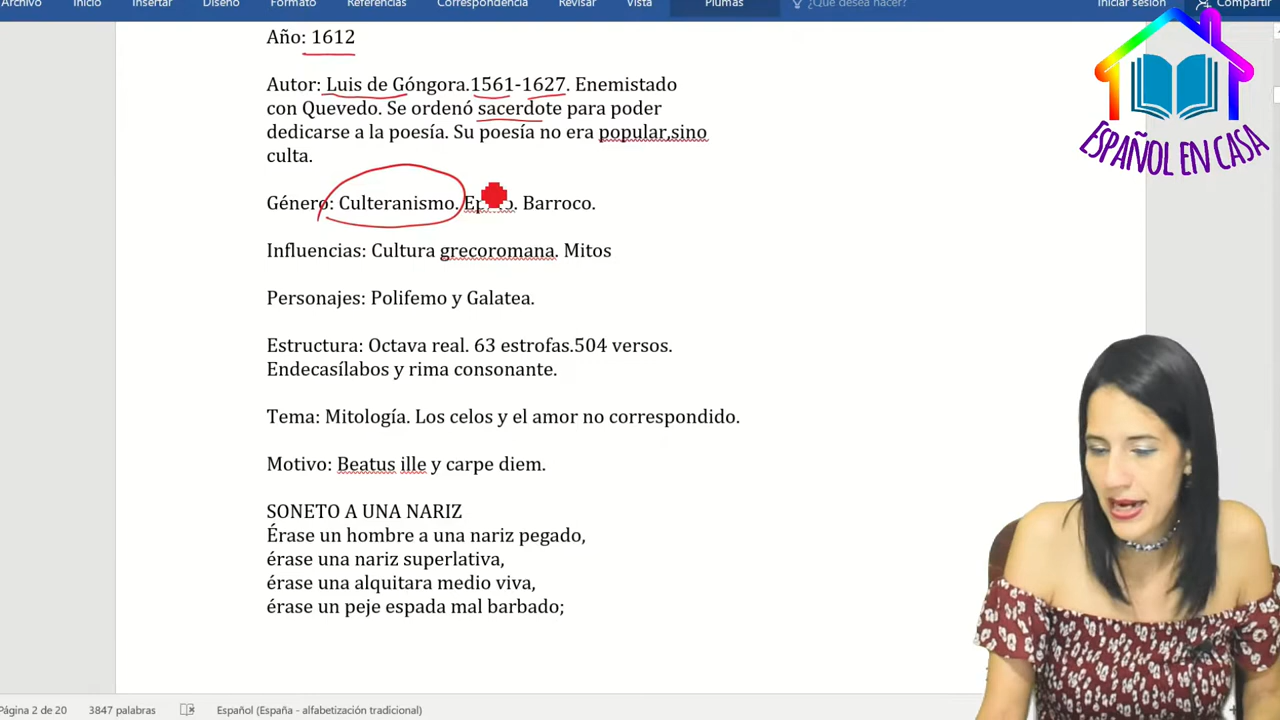 Archivo Inicio Insertar Diseño Formato Referencias Correspondencia Revisar Vista Plumas ¿Qué desea hacer? Iniciar sesión Compartir
Año: 1612
Autor: Luis de Góngora.1561-1627. Enemistado
con Quevedo. Se ordenó sacerdote para poder
dedicarse a la poesía. Su poesía no era popular,sino
culta.
Género: Culteranismo. Barroco.
Influencias: Cultura grecoromana. Mitos
Personajes: Polifemo y Galatea.
Estructura: Octava real. 63 estrofas.504 versos.
Endecasílabos y rima consonante.
Tema: Mitología. Los celos y el amor no correspondido.
Motivo: Beatus ille y carpe diem.
SONETO A UNA NARIZ
Érase un hombre a una nariz pegado,
érase una nariz superlativa,
érase una alquitara medio viva,
érase un peje espada mal barbado;
ESPAÑOL EN CASA
Página 2 de 20 3847 palabras Español (España - alfabetización tradicional)